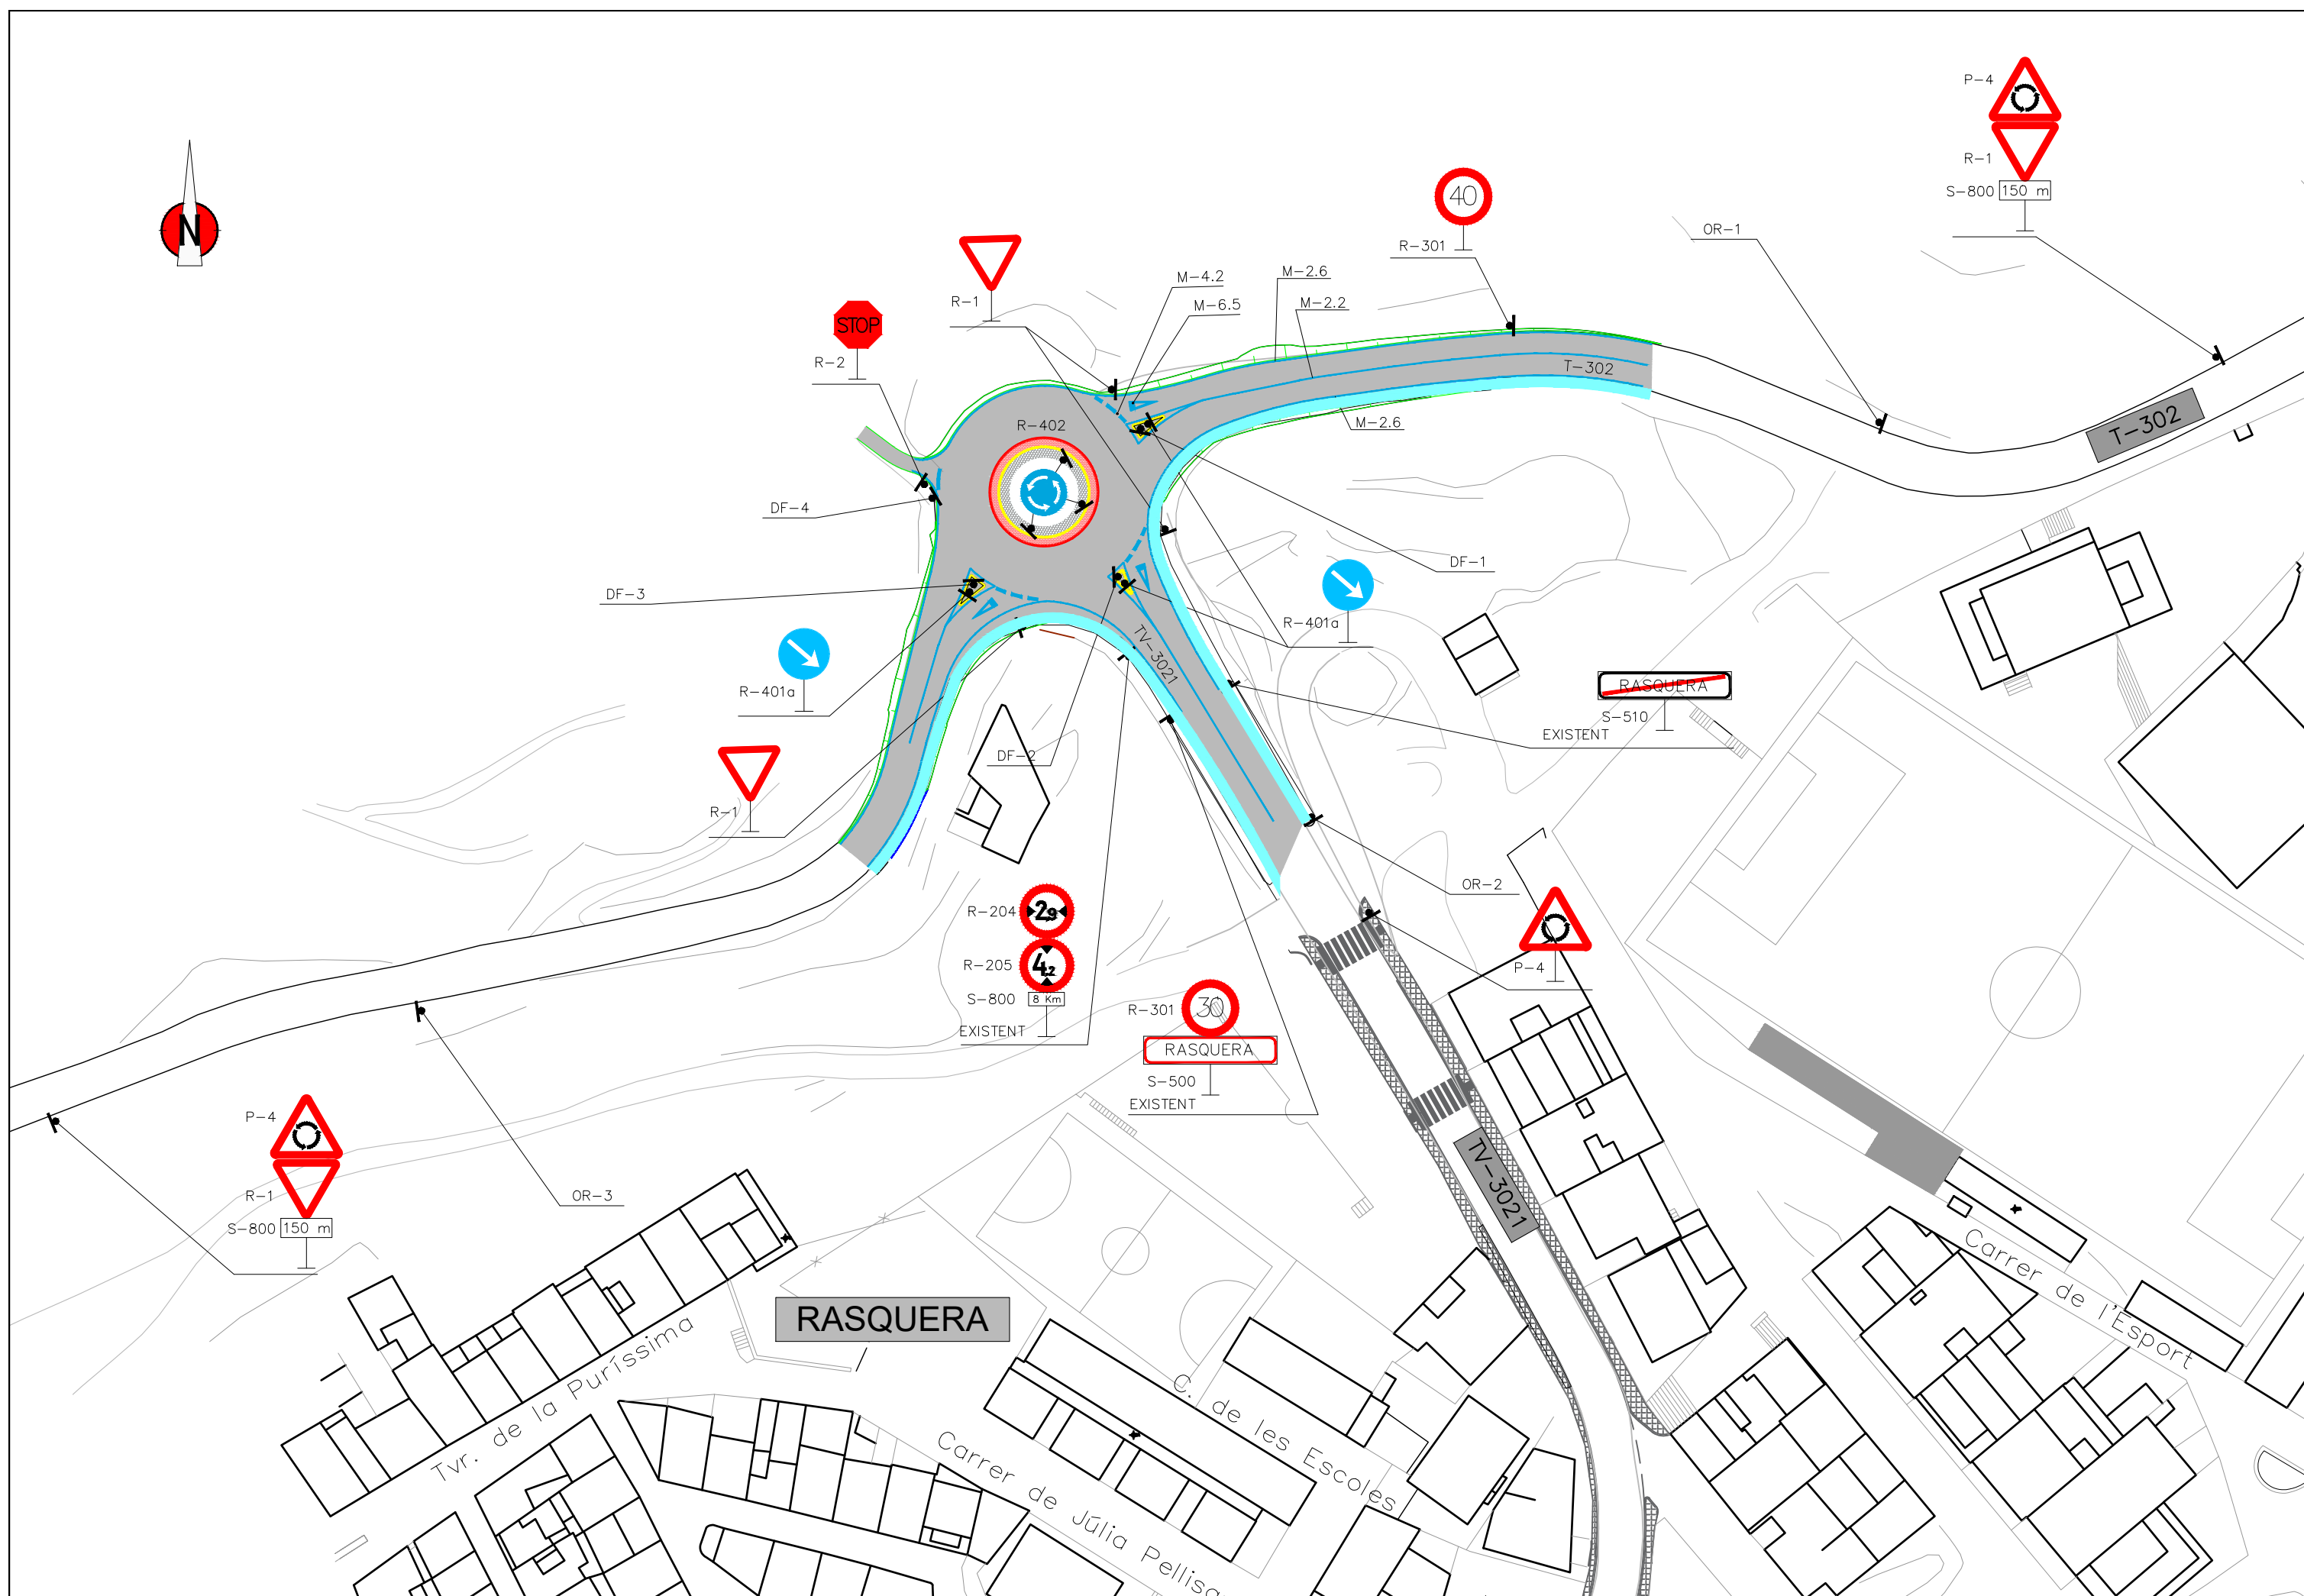 P-4
R-1
S-800 150 m
N
40
R-301
OR-1
R-1
M-4.2
M-6.5
M-2.6
M-2.2
STOP
R-2
T-302
T-302
M-2.6
R-402
DF-4
DF-1
DF-3
R-401a
R-401a
TV-3021
RASQUERA
S-510
EXISTENT
DF-2
R-1
OR-2
R-204 2,9
R-205 4,2
S-800 8 Km
EXISTENT
P-4
R-301 30
RASQUERA
S-500
EXISTENT
P-4
R-1
S-800 150 m
OR-3
TV-3021
RASQUERA
Tvr. de la Puríssima
C. de les Escoles
Carrer de Júlia Pellisa
Carrer de l'Esport